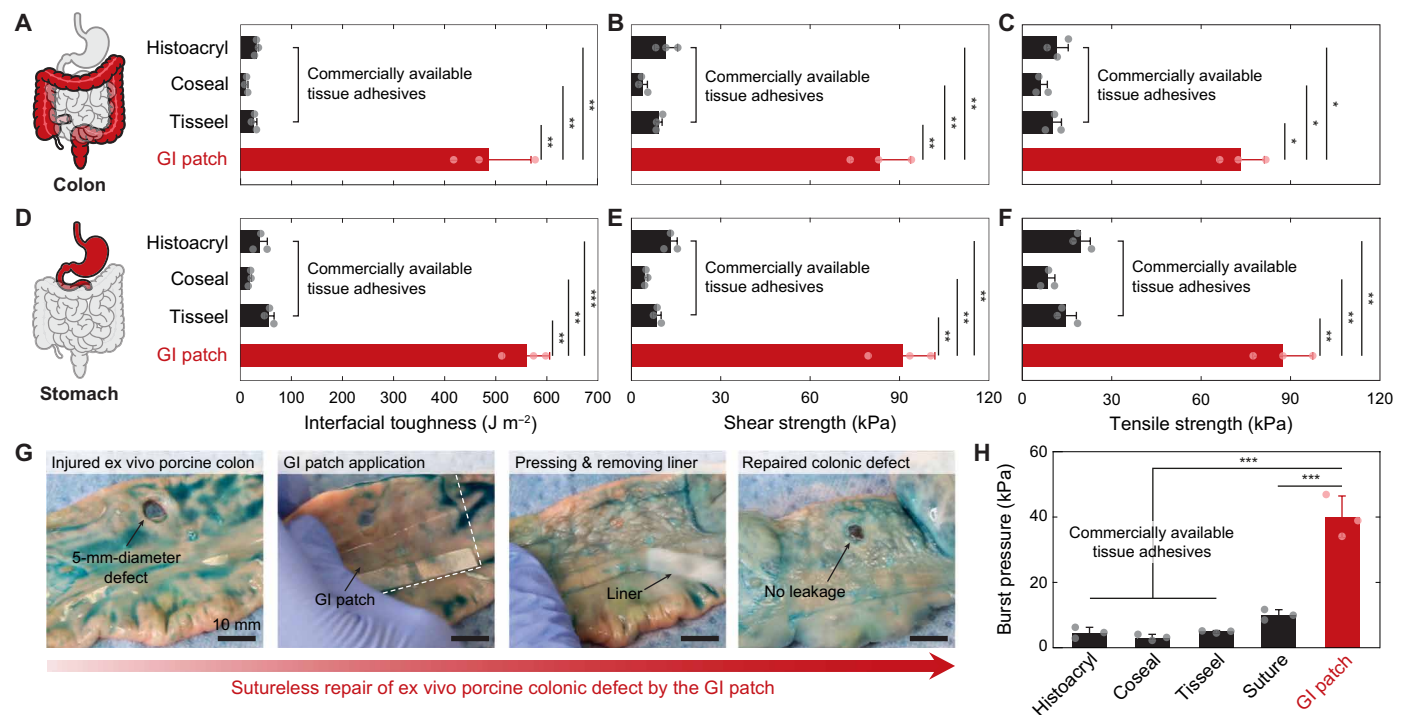 A
Colon
Histoacryl
Coseal
Tisseel
GI patch
Commercially available
tissue adhesives
**
**
**
B
Commercially available
tissue adhesives
**
**
**
C
Commercially available
tissue adhesives
*
*
*
D
Stomach
Histoacryl
Coseal
Tisseel
GI patch
Commercially available
tissue adhesives
**
**
***
0 100 200 300 400 500 600 700
Interfacial toughness (J m⁻²)
E
Commercially available
tissue adhesives
**
**
**
0 30 60 90 120
Shear strength (kPa)
F
Commercially available
tissue adhesives
**
**
**
0 30 60 90 120
Tensile strength (kPa)
G
Injured ex vivo porcine colon
5-mm-diameter
defect
10 mm
GI patch application
GI patch
Pressing & removing liner
Liner
Repaired colonic defect
No leakage
Sutureless repair of ex vivo porcine colonic defect by the GI patch
H
Burst pressure (kPa)
60
40
20
0
***
***
Commercially available
tissue adhesives
Histoacryl
Coseal
Tisseel
Suture
GI patch